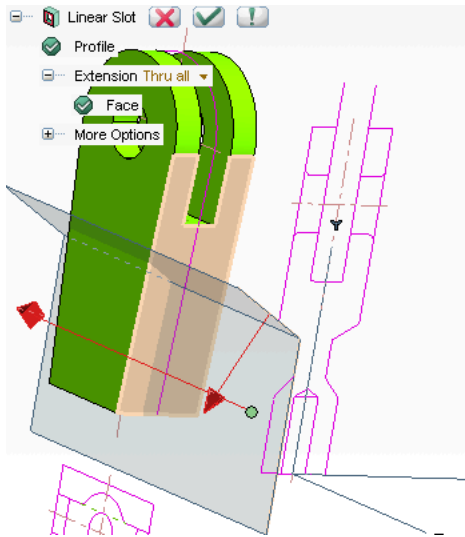 Linear Slot
Profile
Extension Thru all
Face
More Options